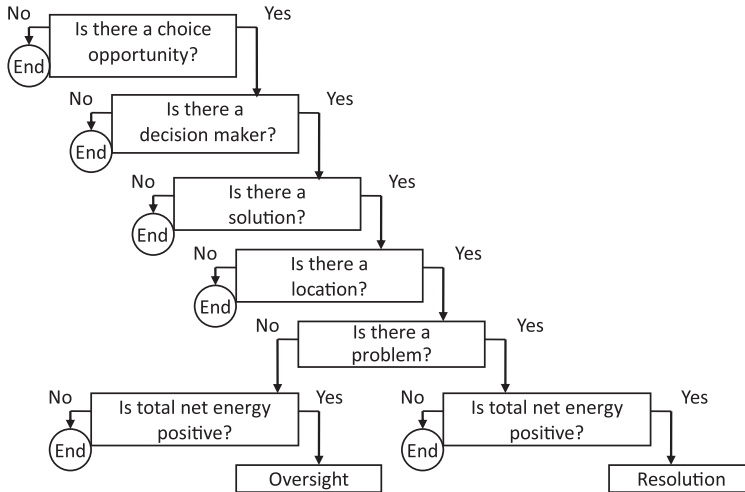 No
Yes
Is there a choice
opportunity?
End
No
Yes
Is there a
decision maker?
End
No
Yes
Is there a
solution?
End
No
Yes
Is there a
location?
End
No
Yes
Is there a
problem?
No
Yes
Is total net energy
positive?
End
No
Yes
Is total net energy
positive?
End
Oversight
Resolution